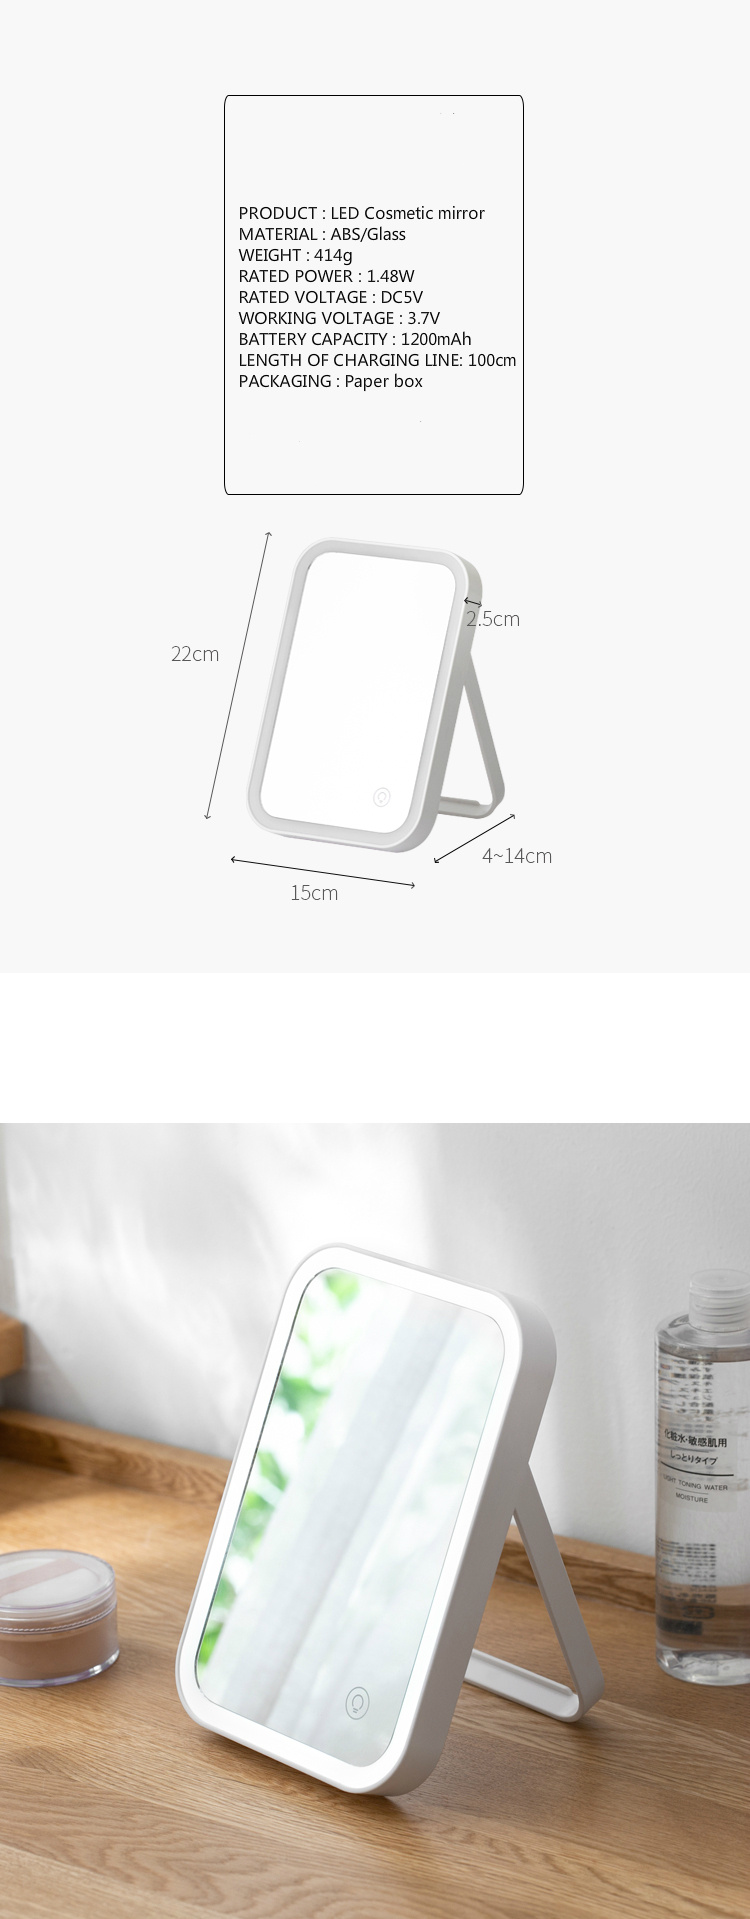 PRODUCT : LED Cosmetic mirror
MATERIAL : ABS/Glass
WEIGHT : 414g
RATED POWER : 1.48W
RATED VOLTAGE : DC5V
WORKING VOLTAGE : 3.7V
BATTERY CAPACITY : 1200mAh
LENGTH OF CHARGING LINE: 100cm
PACKAGING : Paper box
2.5cm
22cm
4~14cm
15cm
化粧水・敏感肌用
しっとりタイプ
LIGHT TONING WATER
MOISTURE